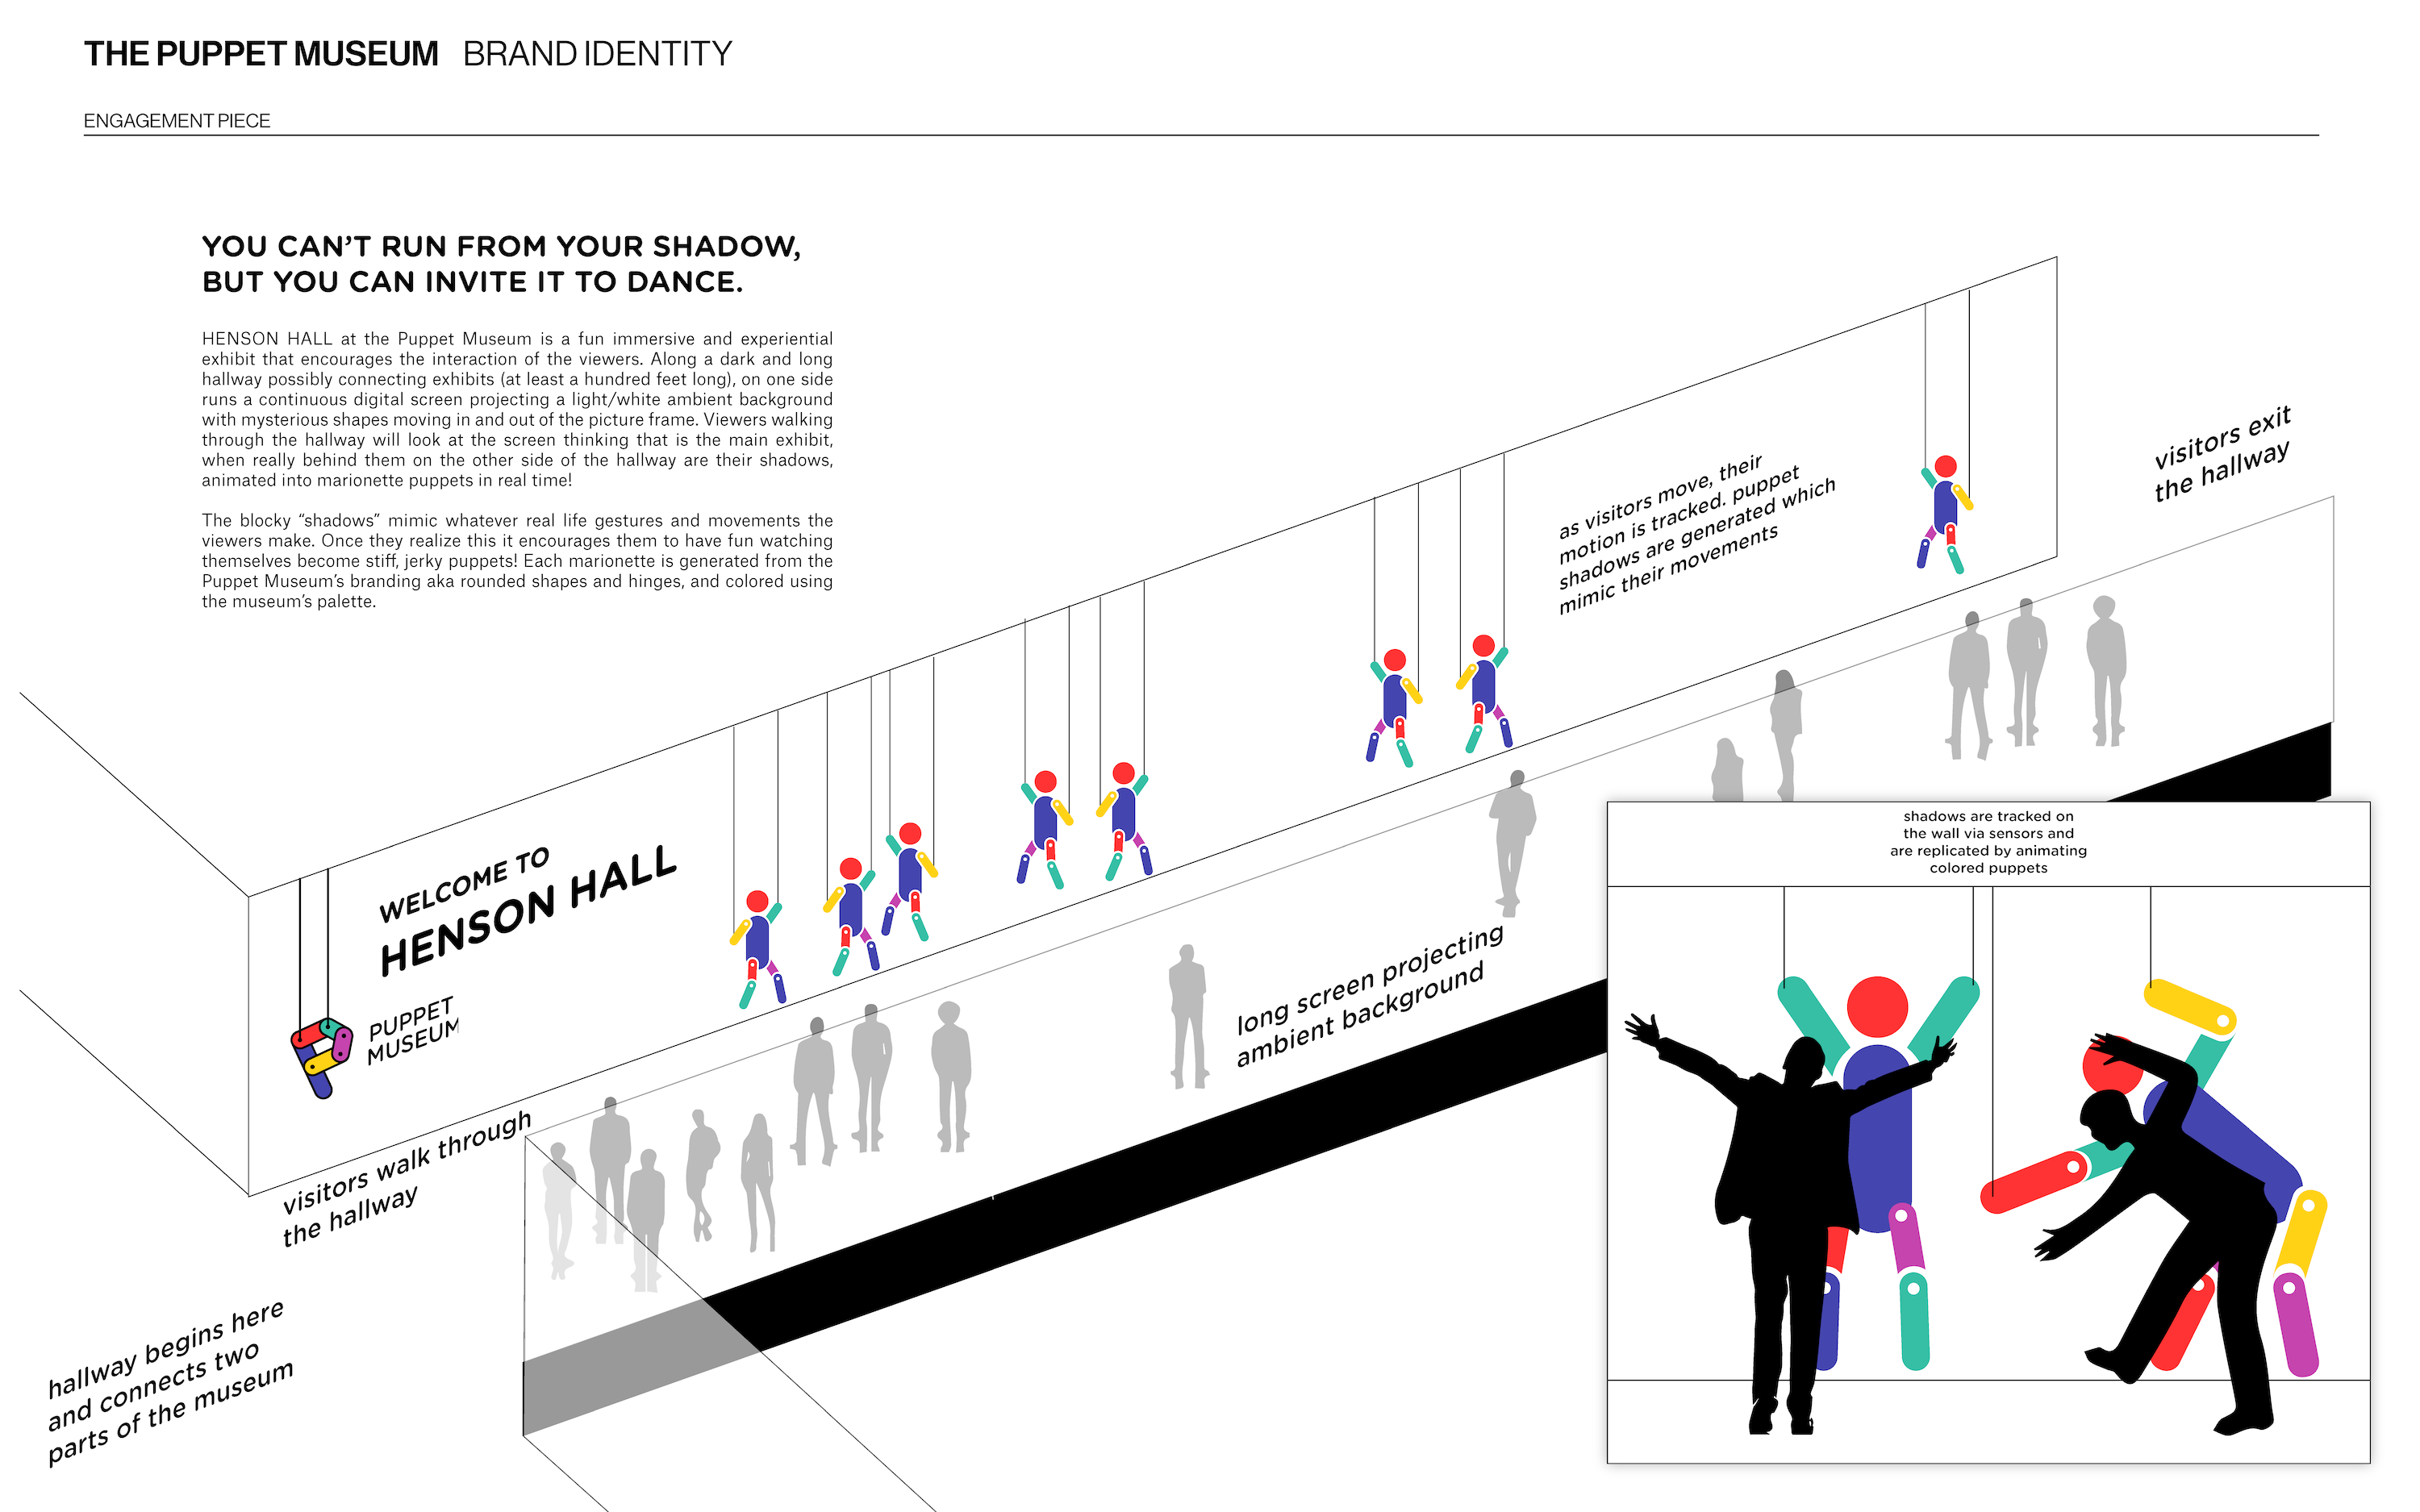 THE PUPPET MUSEUM BRAND IDENTITY
ENGAGEMENT PIECE
YOU CAN'T RUN FROM YOUR SHADOW,
BUT YOU CAN INVITE IT TO DANCE.
HENSON HALL at the Puppet Museum is a fun immersive and experiential
exhibit that encourages the interaction of the viewers. Along a dark and long
hallway possibly connecting exhibits (at least a hundred feet long), on one side
runs a continuous digital screen projecting a light/white ambient background
with mysterious shapes moving in and out of the picture frame. Viewers walking
through the hallway will look at the screen thinking that is the main exhibit,
when really behind them on the other side of the hallway are their shadows,
animated into marionette puppets in real time!
The blocky “shadows” mimic whatever real life gestures and movements the
viewers make. Once they realize this it encourages them to have fun watching
themselves become stiff, jerky puppets! Each marionette is generated from the
Puppet Museum’s branding aka rounded shapes and hinges, and colored using
the museum’s palette.
visitors exit
the hallway
as visitors move, their
motion is tracked. puppet
shadows are generated which
mimic their movements
WELCOME TO
HENSON HALL
PUPPET
MUSEUM
visitors walk through
the hallway
long screen projecting
ambient background
hallway begins here
and connects two
parts of the museum
shadows are tracked on
the wall via sensors and
are replicated by animating
colored puppets